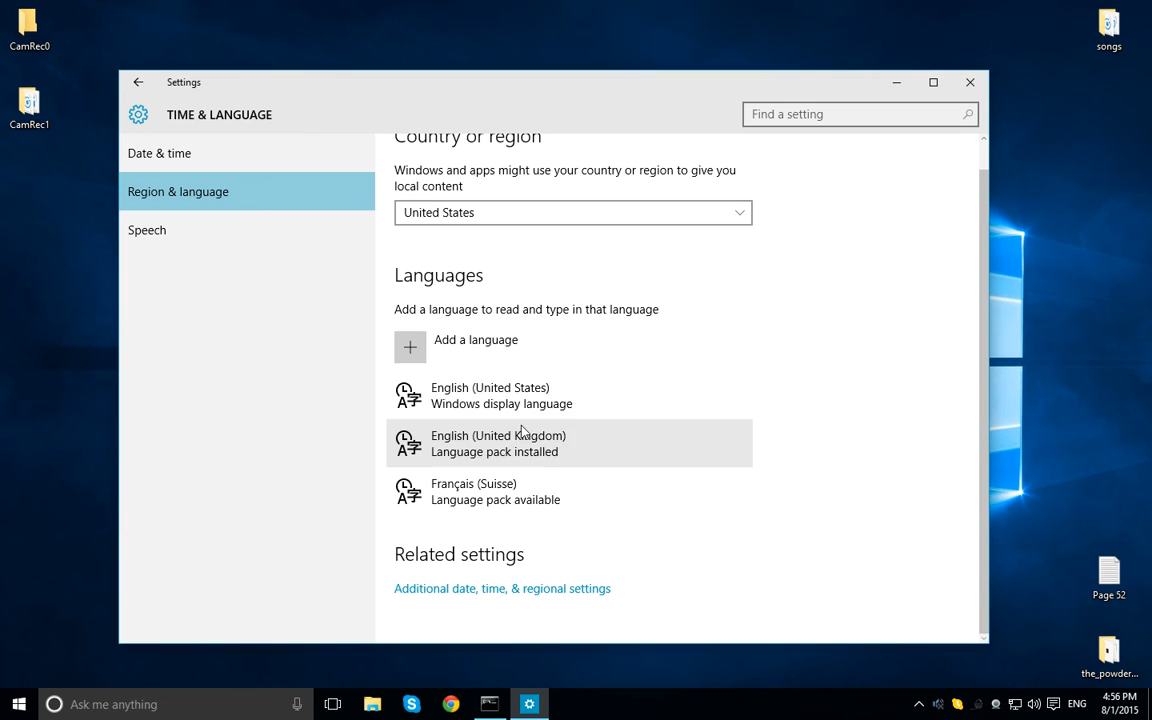 CamRec0
songs
CamRec1
Settings
TIME & LANGUAGE
Find a setting
Date & time
Region & language
Speech
Country or region
Windows and apps might use your country or region to give you
local content
United States
Languages
Add a language to read and type in that language
Add a language
English (United States)
Windows display language
English (United Kingdom)
Language pack installed
Français (Suisse)
Language pack available
Related settings
Additional date, time, & regional settings
Page 52
the_powder...
Ask me anything
ENG
4:56 PM
8/1/2015